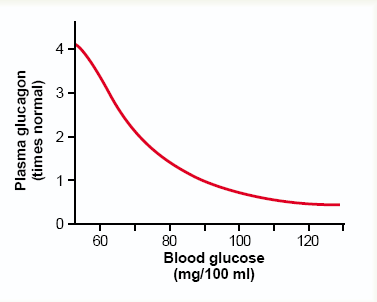 Plasma glucagon
(times normal)
4
3
2
1
0
60 80 100 120
Blood glucose
(mg/100 ml)